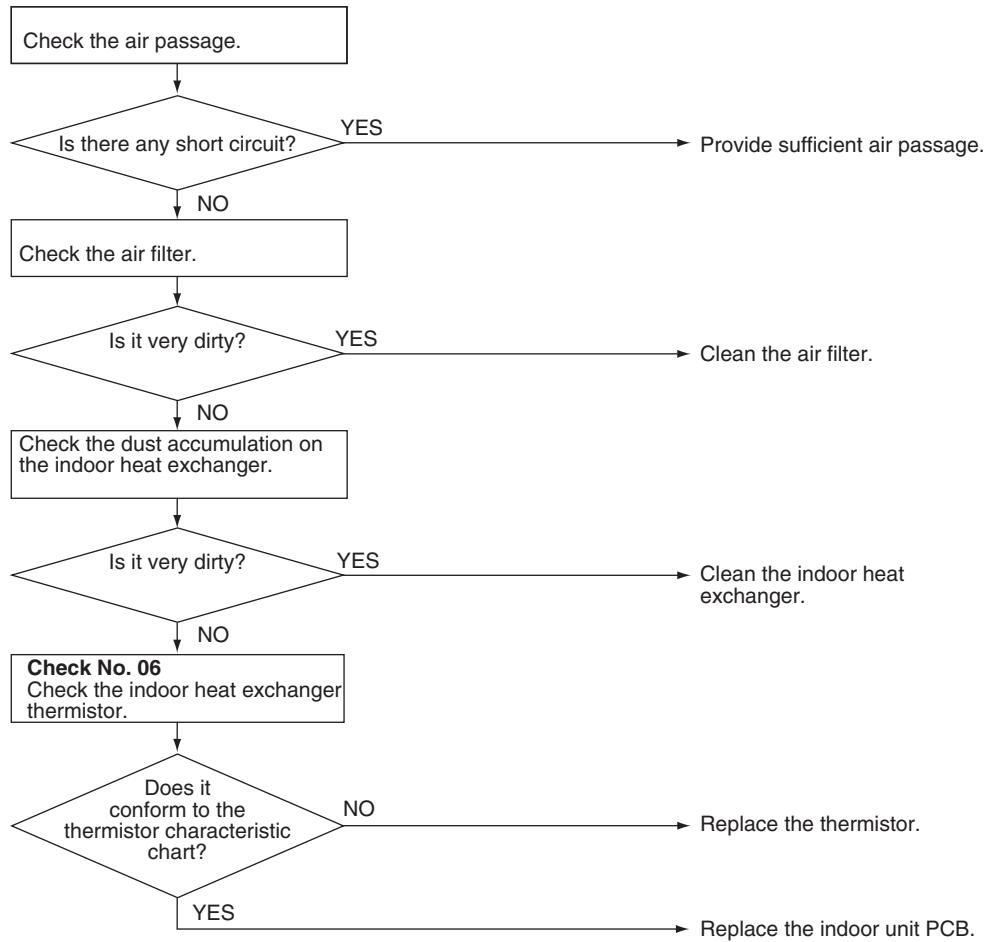 Check the air passage.
YES
Is there any short circuit?
Provide sufficient air passage.
NO
Check the air filter.
Is it very dirty?
YES
Clean the air filter.
NO
Check the dust accumulation on
the indoor heat exchanger.
Is it very dirty?
YES
Clean the indoor heat
exchanger.
NO
Check No. 06
Check the indoor heat exchanger
thermistor.
Does it
conform to the
thermistor characteristic
chart?
NO
Replace the thermistor.
YES
Replace the indoor unit PCB.